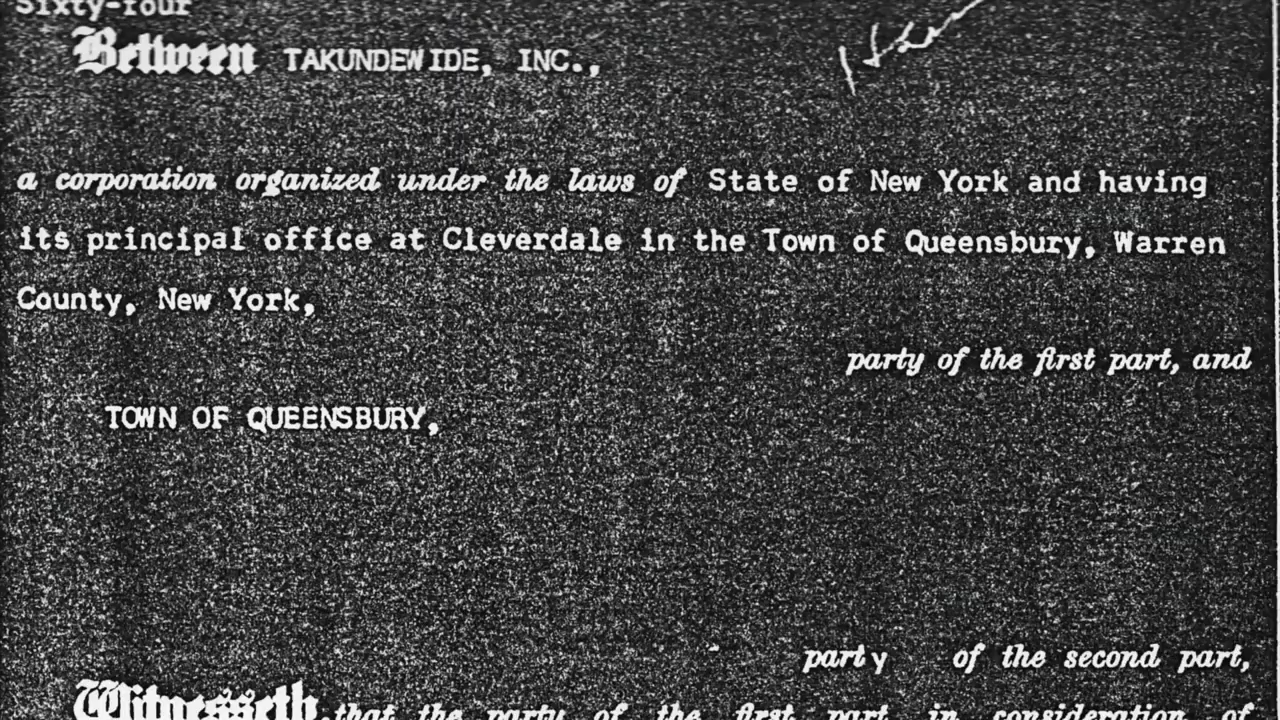 Sixty-four
Between TAKUNDEWIDE, INC.,
a corporation organized under the laws of State of New York and having
its principal office at Cleverdale in the Town of Queensbury, Warren
County, New York,
party of the first part, and
TOWN OF QUEENSBURY,
party of the second part,
Witnesseth, that the party of the first part, in consideration of